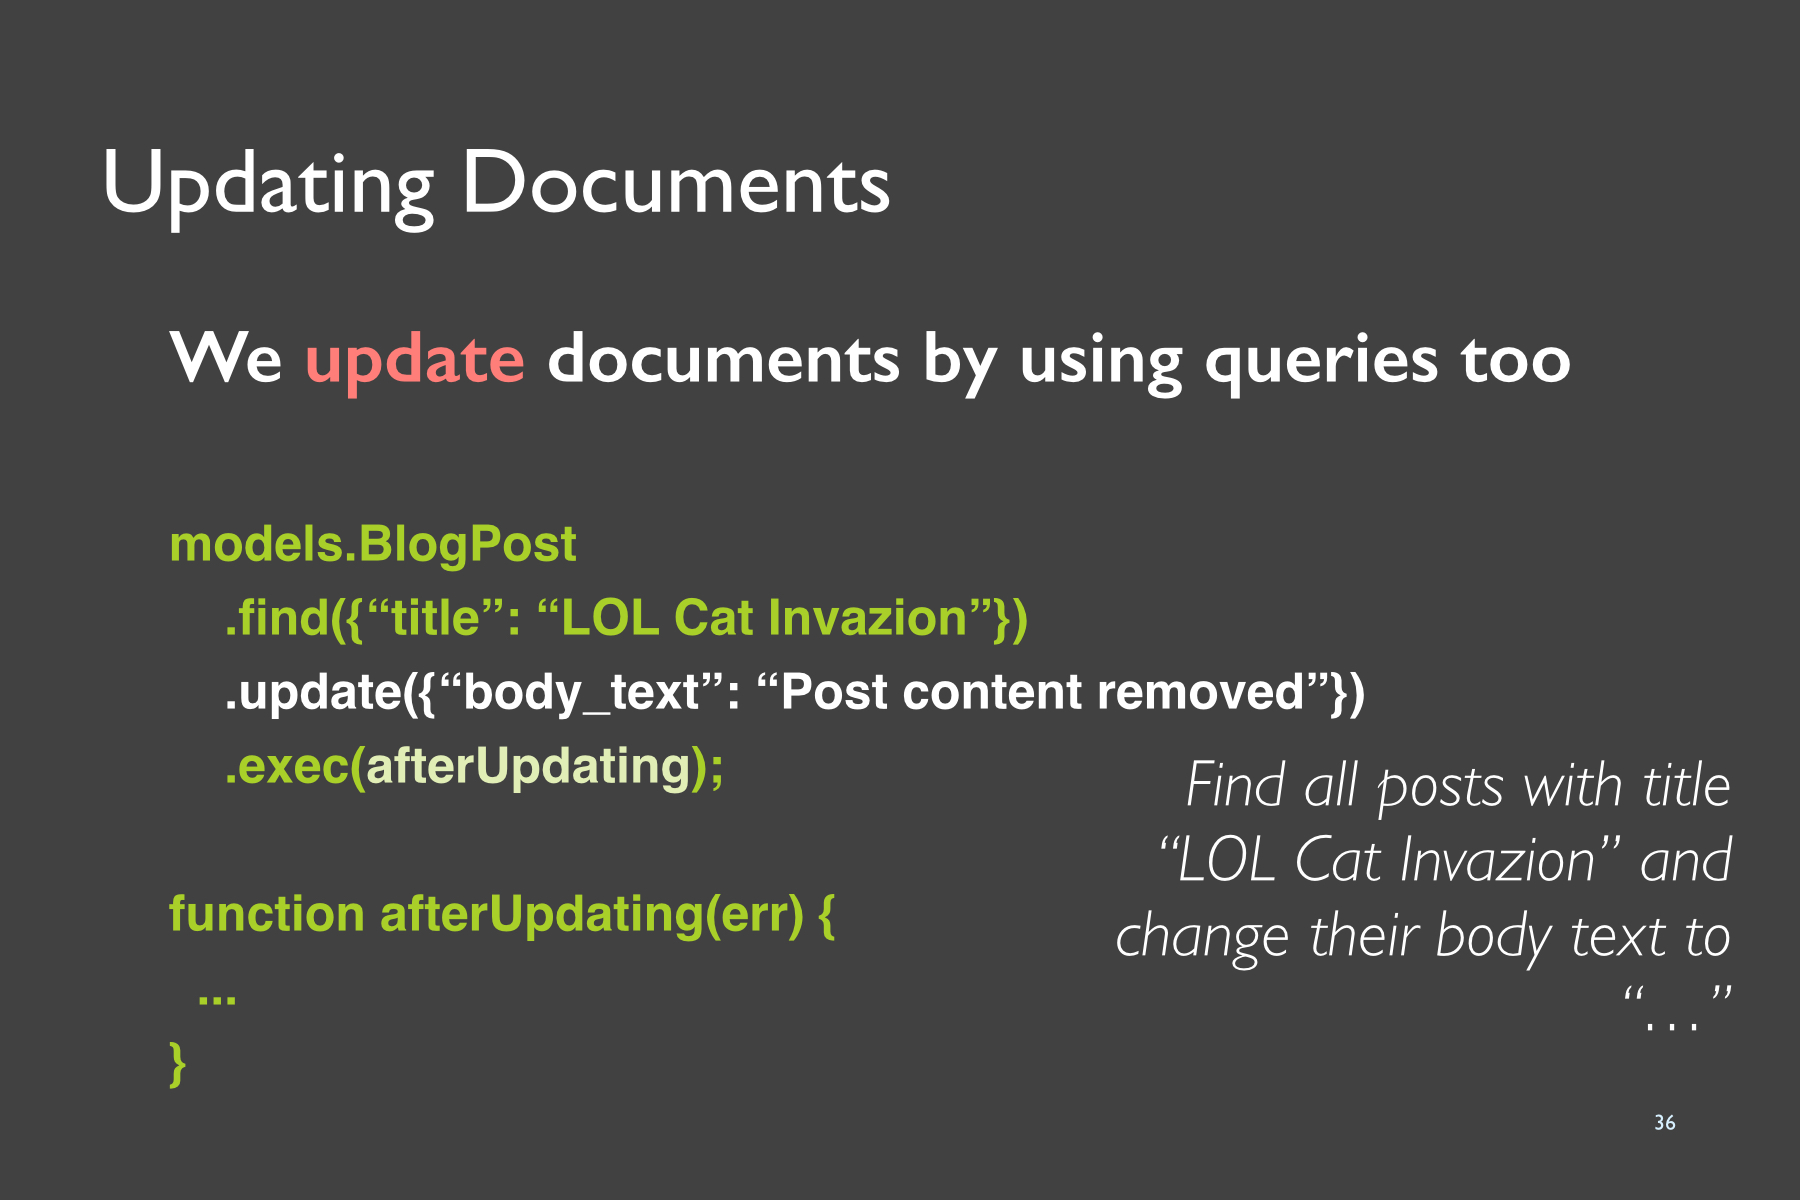 Updating Documents
We update documents by using queries too
models.BlogPost
.find({“title”: “LOL Cat Invazion”})
.update({“body_text”: “Post content removed”})
.exec(afterUpdating);
function afterUpdating(err) {
...
}
Find all posts with title
“LOL Cat Invazion” and
change their body text to
“…”
36